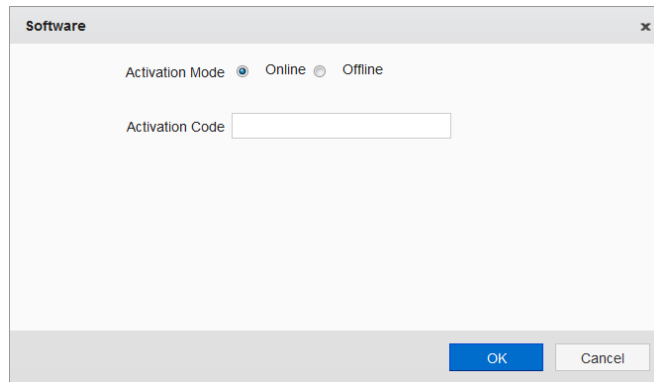 Software
Activation Mode Online Offline
Activation Code
OK Cancel